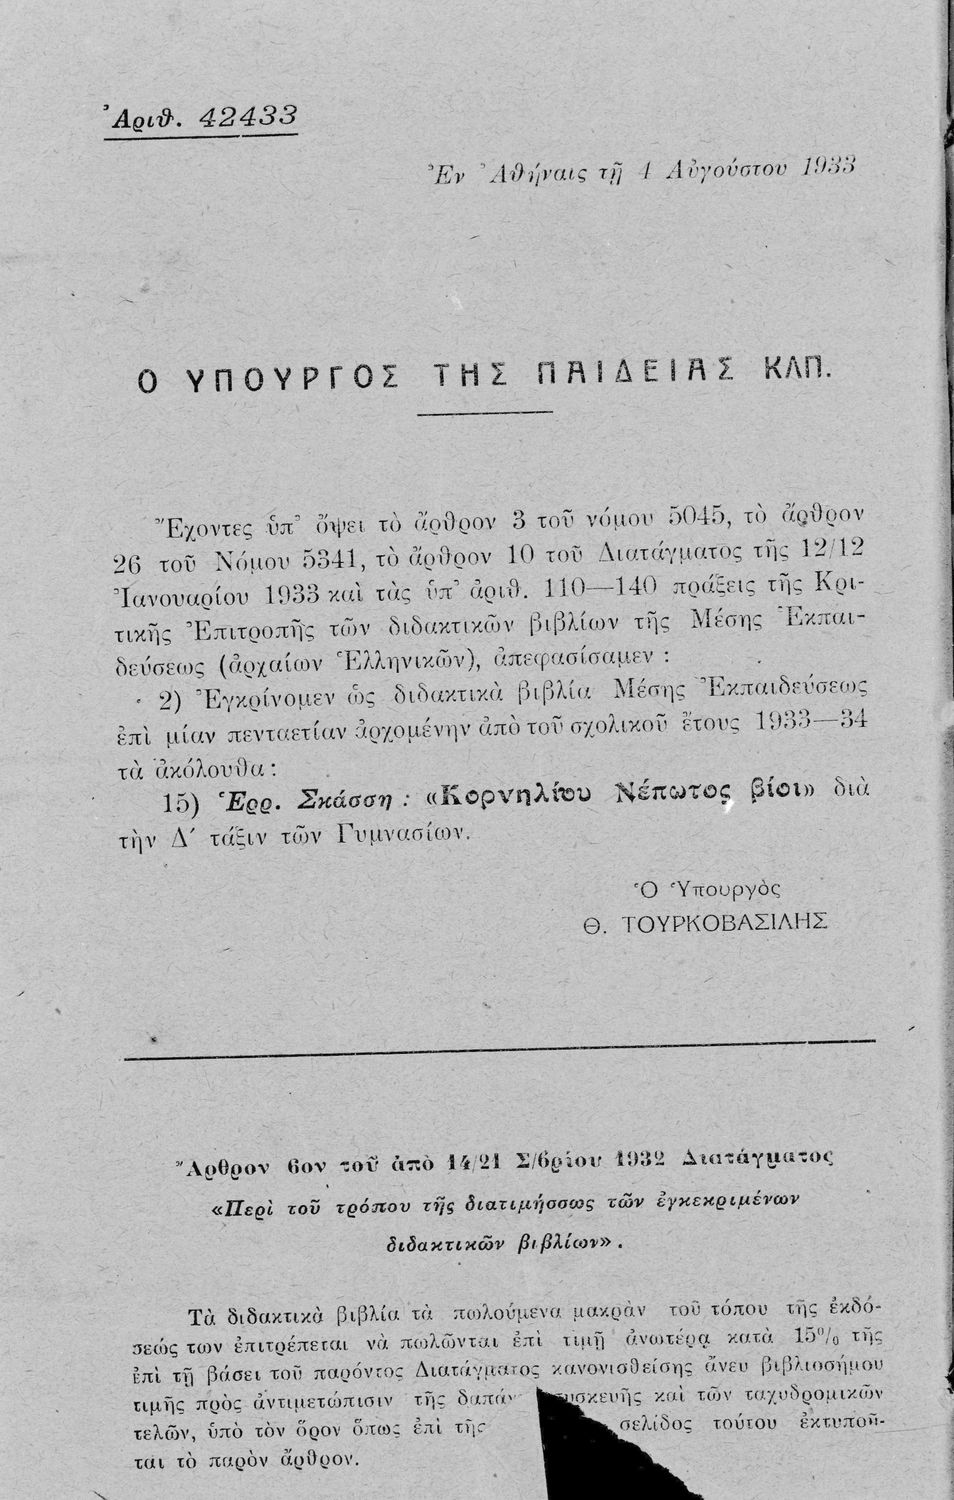 Ἀριθ. 42433
Ἐν Ἀθήναις τῇ 4 Αὐγούστου 1933
Ο ΥΠΟΥΡΓΟΣ ΤΗΣ ΠΑΙΔΕΙΑΣ ΚΛΠ.
Ἔχοντες ὑπ’ ὄψει τὸ ἄρθρον 3 τοῦ νόμου 5045, τὸ ἄρθρον
26 τοῦ Νόμου 5341, τὸ ἄρθρον 10 τοῦ Διατάγματος τῆς 12/12
Ἰανουαρίου 1933 καὶ τὰς ὑπ’ ἀριθ. 110—140 πράξεις τῆς Κρι-
τικῆς Ἐπιτροπῆς τῶν διδακτικῶν βιβλίων τῆς Μέσης Ἐκπαι-
δεύσεως (ἀρχαίων Ἑλληνικῶν), ἀπεφασίσαμεν :
2) Ἐγκρίνομεν ὡς διδακτικὰ βιβλία Μέσης Ἐκπαιδεύσεως
ἐπὶ μίαν πενταετίαν ἀρχομένην ἀπὸ τοῦ σχολικοῦ ἔτους 1933—34
τὰ ἀκόλουθα :
15) Ἑρρ. Σκάσση : «Κορνηλίου Νέπωτος βίοι» διὰ
τὴν Δ΄ τάξιν τῶν Γυμνασίων.
Ὁ Ὑπουργὸς
Θ. ΤΟΥΡΚΟΒΑΣΙΛΗΣ
Ἄρθρον 6ον τοῦ ἀπὸ 14/21 Σ/βρίου 1932 Διατάγματος
«Περὶ τοῦ τρόπου τῆς διατιμήσσως τῶν ἐγκεκριμένων
διδακτικῶν βιβλίων».
Τὰ διδακτικὰ βιβλία τὰ πωλούμενα μακρὰν τοῦ τόπου τῆς ἐκδό-
σεώς των ἐπιτρέπεται νὰ πωλῶνται ἐπὶ τιμῇ ἀνωτέρᾳ κατὰ 15% τῆς
ἐπὶ τῇ βάσει τοῦ παρόντος Διατάγματος κανονισθείσης ἄνευ βιβλιοσήμου
τιμῆς πρὸς ἀντιμετώπισιν τῆς καὶ τῶν ταχυδρομικῶν
τελῶν, ὑπὸ τὸν ὅρον ὅπως ἐπὶ τῆς σελίδος τούτου ἐκτυποῦ-
ται τὸ παρὸν ἄρθρον.